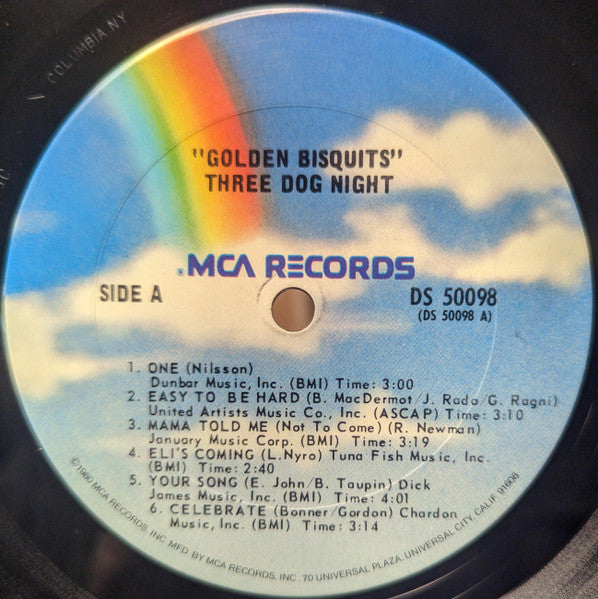 COLUMBIA NY
"GOLDEN BISQUITS"
THREE DOG NIGHT
MCA RECORDS
SIDE A
DS 50098
(DS 50098 A)
1. ONE (Nilsson)
Dunbar Music, Inc. (BMI) Time: 3:00
2. EASY TO BE HARD (B. MacDermot/J. Rado/G. Ragni)
United Artists Music Co., Inc. (ASCAP) Time: 3:10
3. MAMA TOLD ME (Not To Come) (R. Newman)
January Music Corp. (BMI) Time: 3:19
4. ELI'S COMING (L.Nyro) Tuna Fish Music, Inc.
(BMI) Time: 2:40
5. YOUR SONG (E. John/B. Taupin) Dick
James Music, Inc. (BMI) Time: 4:01
6. CELEBRATE (Bonner/Gordon) Chardon
Music, Inc. (BMI) Time: 3:14
©1980 MCA RECORDS, INC. MFD. BY MCA RECORDS, INC., 70 UNIVERSAL PLAZA, UNIVERSAL CITY, CALIF. 91608